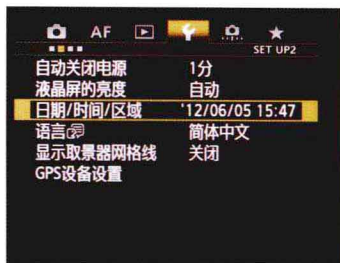 AF
SET UP2
自动关闭电源 1分
液晶屏的亮度 自动
日期/时间/区域 '12/06/05 15:47
语言 简体中文
显示取景器网格线 关闭
GPS设备设置